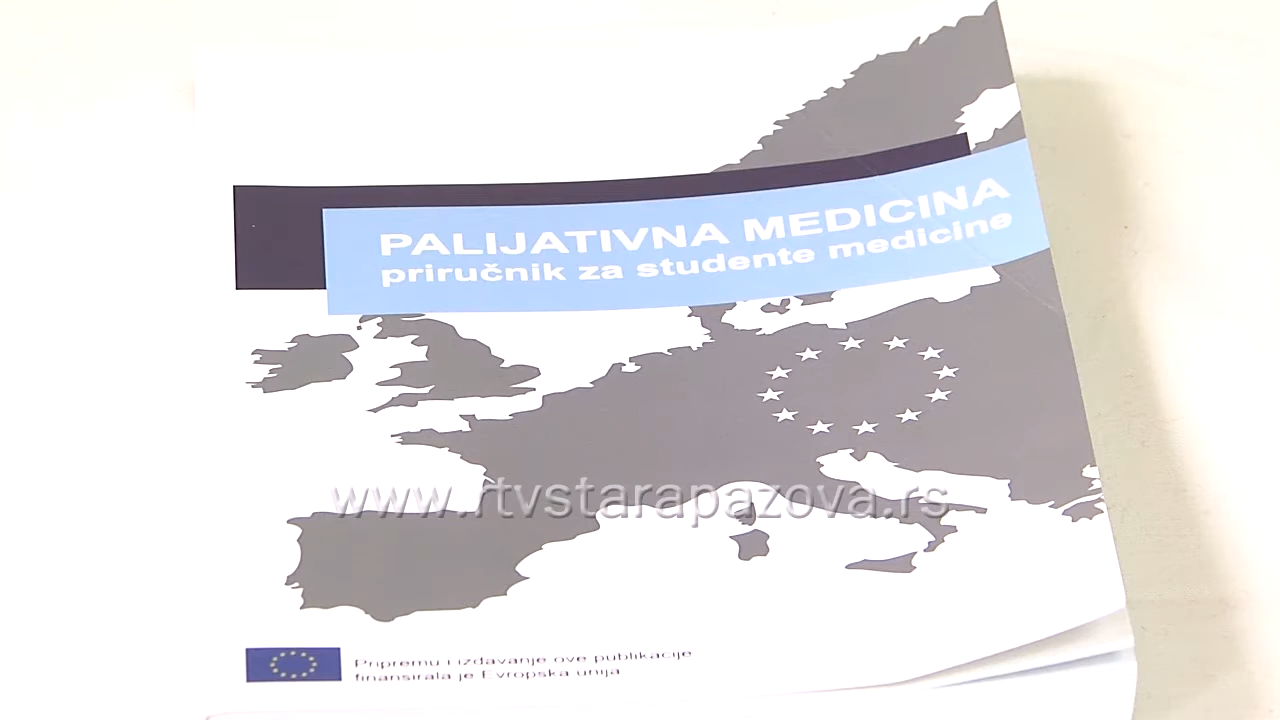 PALIJATIVNA MEDICINA
priručnik za studente medicine
www.rtvstarapazova.rs
Pripremu i izdavanje ove publikacije
finansirala je Evropska unija